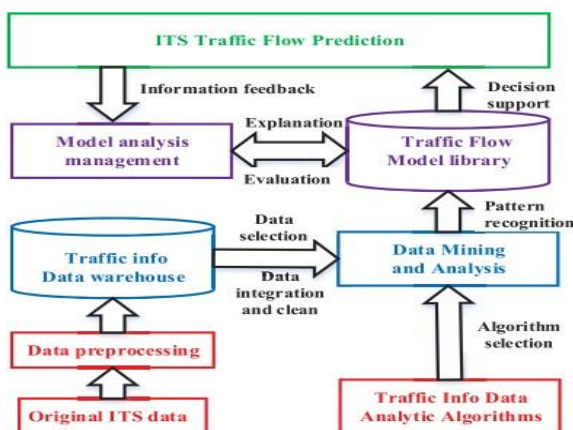 ITS Traffic Flow Prediction
Information feedback
Decision
support
Model analysis
management
Explanation
Evaluation
Traffic Flow
Model library
Data
selection
Pattern
recognition
Traffic info
Data warehouse
Data
integration
and clean
Data Mining
and Analysis
Data preprocessing
Algorithm
selection
Original ITS data
Traffic Info Data
Analytic Algorithms